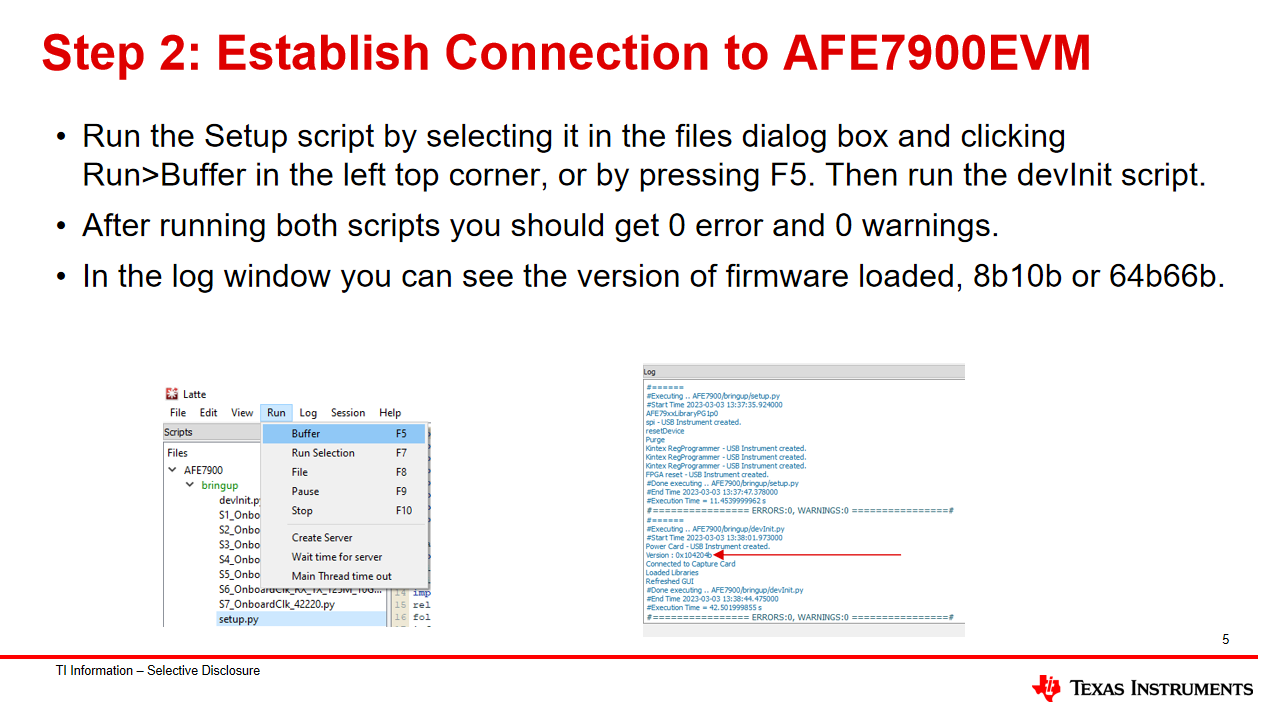 Step 2: Establish Connection to AFE7900EVM
• Run the Setup script by selecting it in the files dialog box and clicking
Run>Buffer in the left top corner, or by pressing F5. Then run the devInit script.
• After running both scripts you should get 0 error and 0 warnings.
• In the log window you can see the version of firmware loaded, 8b10b or 64b66b.
Latte
File Edit View Run Log Session Help
Scripts
Buffer F5
Run Selection F7
File F8
Pause F9
Stop F10
Create Server
Wait time for server
Main Thread time out
Files
AFE7900
bringup
devInit.py
S1_Onbo
S2_Onbo
S3_Onbo
S4_Onbo
S5_Onbo
S6_OnboardClk_RX_TX_125M_10G...
S7_OnboardClk_42220.py
setup.py
14 imp
15 rel
16 fol
Log
#======
#Executing .. AFE7900/bringup/setup.py
#Start Time 2023-03-03 13:37:35.924000
AFE79xxLibraryPG1p0
spi - USB Instrument created.
resetDevice
Purge
Kintex RegProgrammer - USB Instrument created.
Kintex RegProgrammer - USB Instrument created.
Kintex RegProgrammer - USB Instrument created.
FPGA reset - USB Instrument created.
#Done executing .. AFE7900/bringup/setup.py
#End Time 2023-03-03 13:37:47.378000
#Execution Time = 11.4539999962 s
#================ ERRORS:0, WARNINGS:0 ================#
#======
#Executing .. AFE7900/bringup/devInit.py
#Start Time 2023-03-03 13:38:01.973000
Power Card - USB Instrument created.
Version : 0x104204b
Connected to Capture Card
Loaded Libraries
Refreshed GUI
#Done executing .. AFE7900/bringup/devInit.py
#End Time 2023-03-03 13:38:44.475000
#Execution Time = 42.501999855 s
#================ ERRORS:0, WARNINGS:0 ================#
5
TI Information – Selective Disclosure
TEXAS INSTRUMENTS